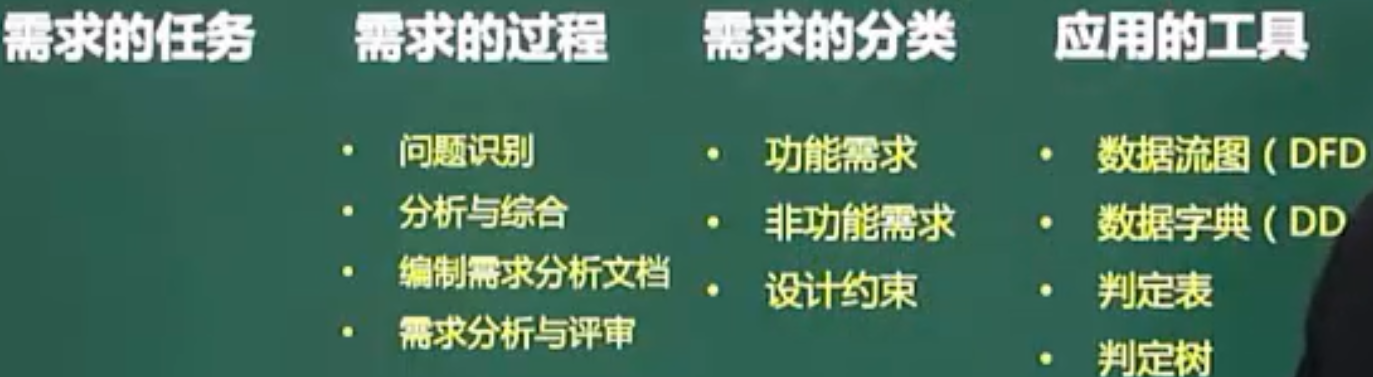 需求的任务
需求的过程
• 问题识别
• 分析与综合
• 编制需求分析文档
• 需求分析与评审
需求的分类
• 功能需求
• 非功能需求
• 设计约束
应用的工具
• 数据流图（DFD
• 数据字典（DD
• 判定表
• 判定树